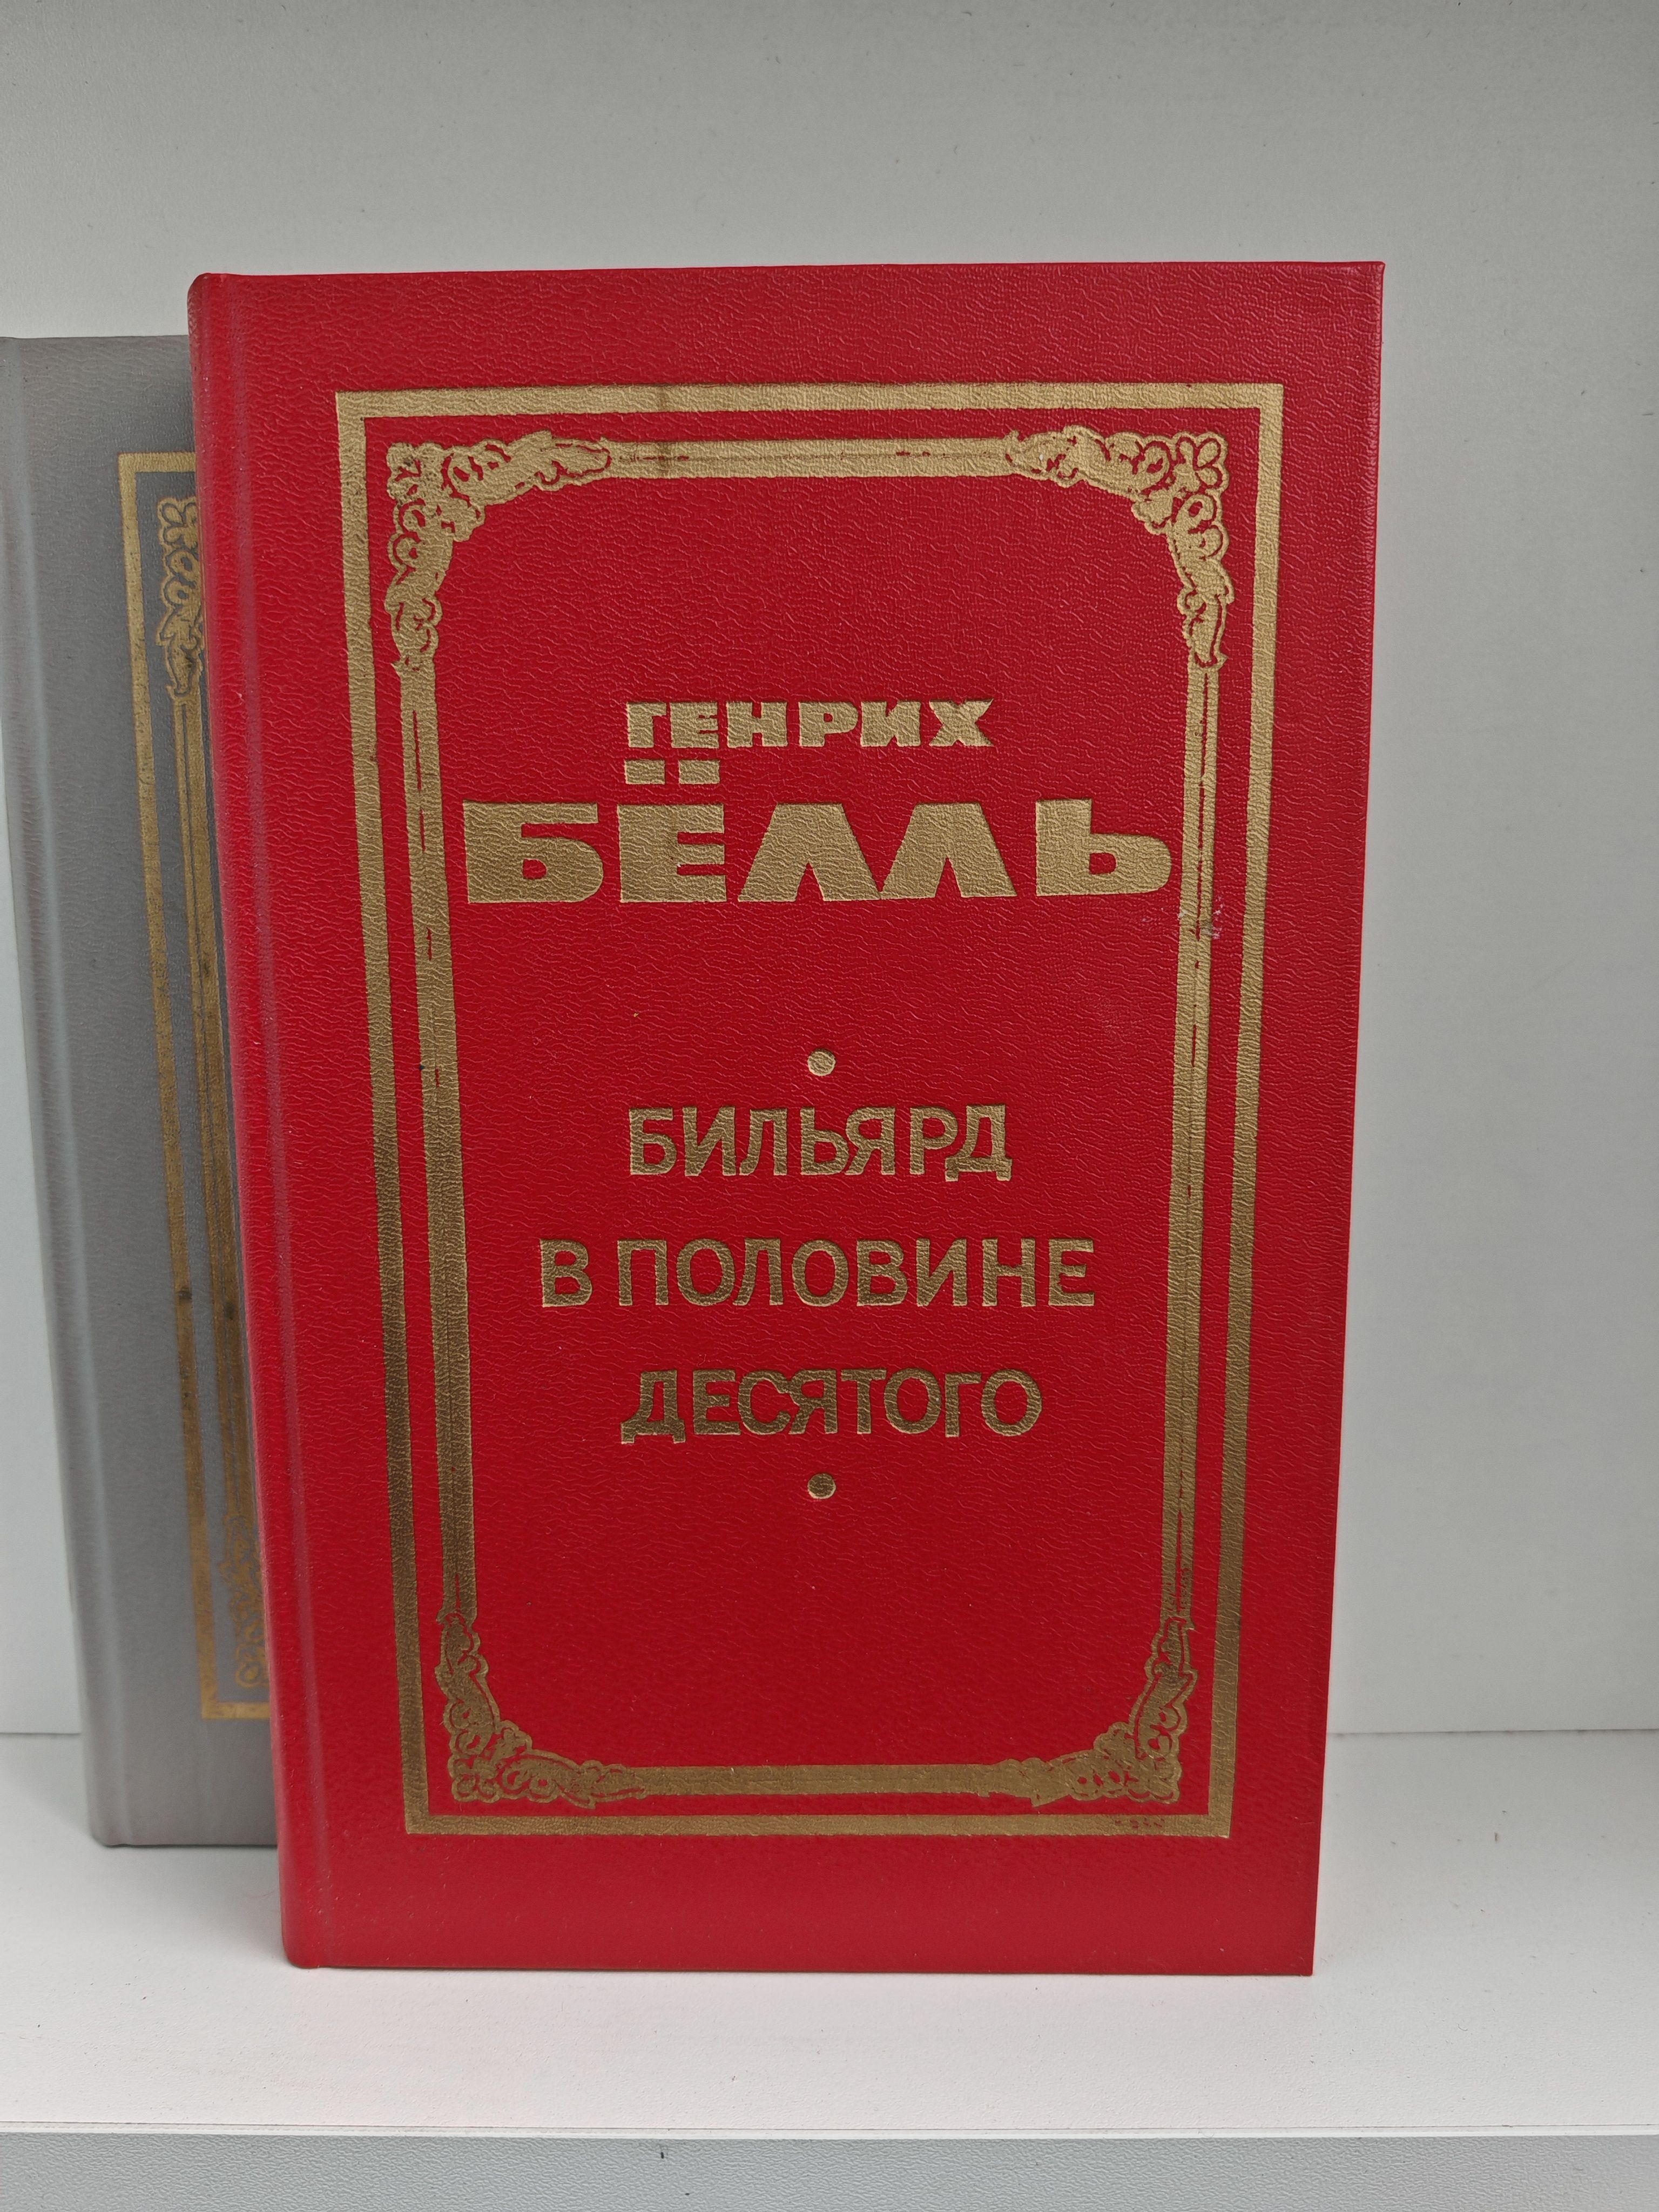 ГЕНРИХ
БЁЛЛЬ
БИЛЬЯРД
В ПОЛОВИНЕ
ДЕСЯТОГО